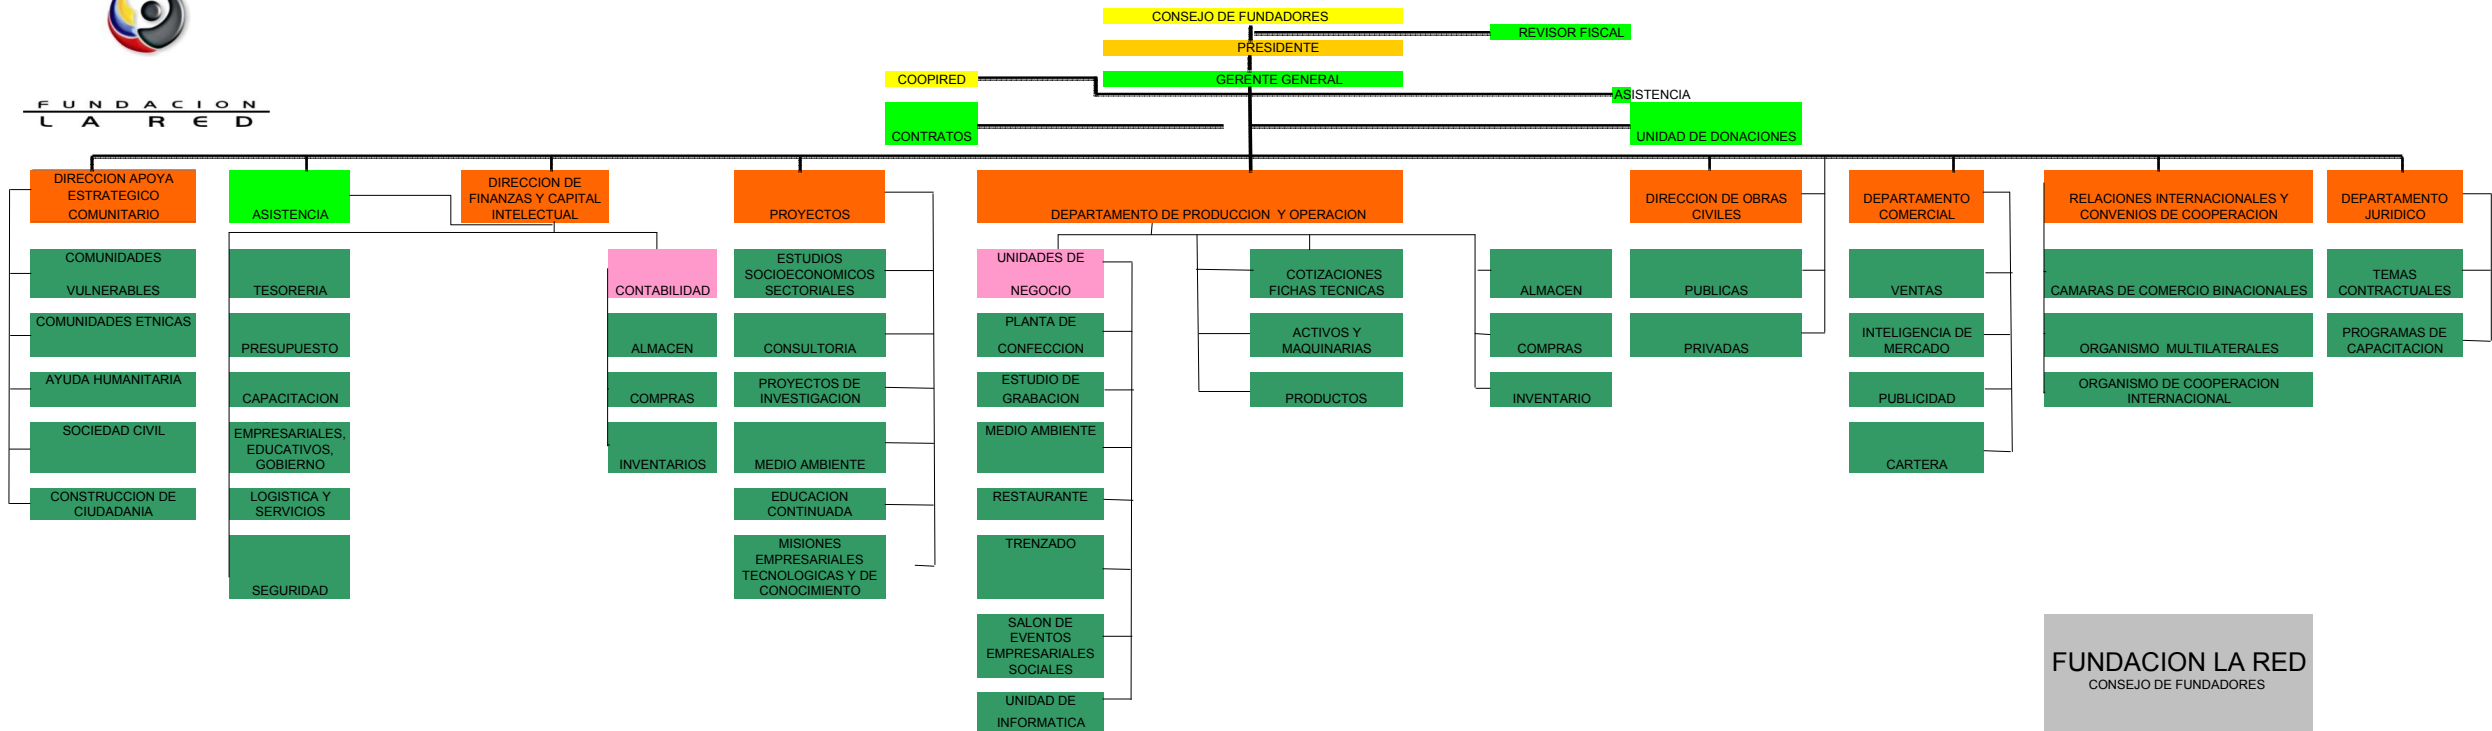 CONSEJO DE FUNDADORES
REVISOR FISCAL
PRESIDENTE
COOPIRED
GERENTE GENERAL
ASISTENCIA
FUNDACION
LA RED
CONTRATOS
UNIDAD DE DONACIONES
DIRECCION APOYA
ESTRATEGICO
COMUNITARIO
ASISTENCIA
DIRECCION DE
FINANZAS Y CAPITAL
INTELECTUAL
PROYECTOS
DEPARTAMENTO DE PRODUCCION Y OPERACION
DIRECCION DE OBRAS
CIVILES
DEPARTAMENTO
COMERCIAL
RELACIONES INTERNACIONALES Y
CONVENIOS DE COOPERACION
DEPARTAMENTO
JURIDICO
COMUNIDADES
VULNERABLES
COMUNIDADES ETNICAS
AYUDA HUMANITARIA
SOCIEDAD CIVIL
CONSTRUCCION DE
CIUDADANIA
TESORERIA
PRESUPUESTO
CAPACITACION
EMPRESARIALES,
EDUCATIVOS,
GOBIERNO
LOGISTICA Y
SERVICIOS
SEGURIDAD
CONTABILIDAD
ALMACEN
COMPRAS
INVENTARIOS
ESTUDIOS
SOCIOECONOMICOS
SECTORIALES
CONSULTORIA
PROYECTOS DE
INVESTIGACION
MEDIO AMBIENTE
EDUCACION
CONTINUADA
MISIONES
EMPRESARIALES
TECNOLOGICAS Y DE
CONOCIMIENTO
UNIDADES DE
NEGOCIO
PLANTA DE
CONFECCION
ESTUDIO DE
GRABACION
MEDIO AMBIENTE
RESTAURANTE
TRENZADO
SALON DE
EVENTOS
EMPRESARIALES
SOCIALES
UNIDAD DE
INFORMATICA
COTIZACIONES
FICHAS TECNICAS
ACTIVOS Y
MAQUINARIAS
PRODUCTOS
ALMACEN
COMPRAS
INVENTARIO
PUBLICAS
PRIVADAS
VENTAS
INTELIGENCIA DE
MERCADO
PUBLICIDAD
CARTERA
CAMARAS DE COMERCIO BINACIONALES
ORGANISMO MULTILATERALES
ORGANISMO DE COOPERACION
INTERNACIONAL
TEMAS
CONTRACTUALES
PROGRAMAS DE
CAPACITACION
FUNDACION LA RED
CONSEJO DE FUNDADORES